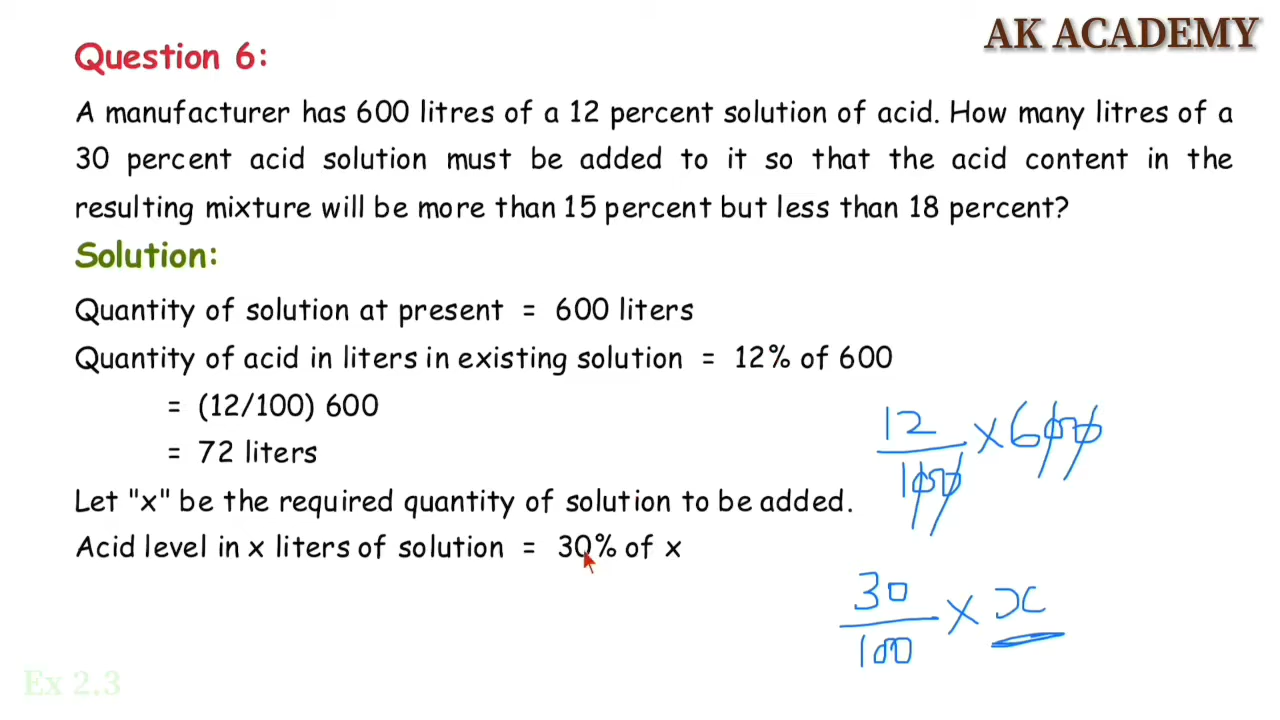 AK ACADEMY
Question 6:
A manufacturer has 600 litres of a 12 percent solution of acid. How many litres of a
30 percent acid solution must be added to it so that the acid content in the
resulting mixture will be more than 15 percent but less than 18 percent?
Solution:
Quantity of solution at present = 600 liters
Quantity of acid in liters in existing solution = 12% of 600
= (12/100) 600
= 72 liters
Let "x" be the required quantity of solution to be added.
Acid level in x liters of solution = 30% of x
12
× 600
100
30
× x
100
Ex 2.3